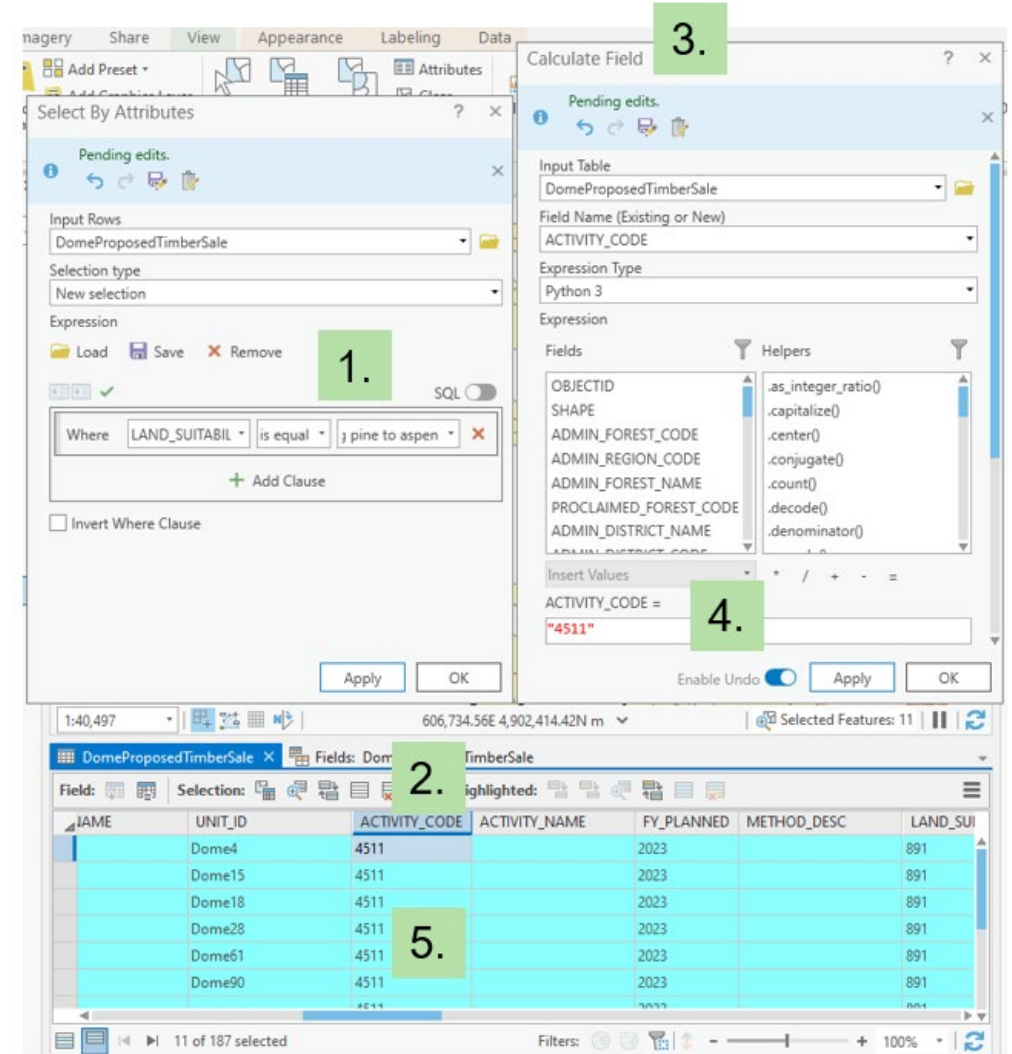 nagery Share View Appearance Labeling Data
3.
Add Preset
Attributes
Select By Attributes ? ×
Pending edits.
Input Rows
DomeProposedTimberSale
Selection type
New selection
Expression
Load Save Remove
1.
SQL
Where LAND_SUITABIL is equal pine to aspen
+ Add Clause
Invert Where Clause
Apply OK
Calculate Field ? ×
Pending edits.
Input Table
DomeProposedTimberSale
Field Name (Existing or New)
ACTIVITY_CODE
Expression Type
Python 3
Expression
Fields Helpers
OBJECTID .as_integer_ratio()
SHAPE .capitalize()
ADMIN_FOREST_CODE .center()
ADMIN_REGION_CODE .conjugate()
ADMIN_FOREST_NAME .count()
PROCLAIMED_FOREST_CODE .decode()
ADMIN_DISTRICT_NAME .denominator()
Insert Values * / + - =
ACTIVITY_CODE =
4.
"4511"
Enable Undo Apply OK
1:40,497 606,734.56E 4,902,414.42N m Selected Features: 11
DomeProposedTimberSale × Fields: Dom TimberSale
2.
Field: Selection: ghlighted:
NAME UNIT_ID ACTIVITY_CODE ACTIVITY_NAME FY_PLANNED METHOD_DESC LAND_SUI
Dome4 4511 2023 891
Dome15 4511 2023 891
Dome18 4511 2023 891
Dome28 4511 2023 891
5.
Dome61 4511 2023 891
Dome90 4511 2023 891
11 of 187 selected Filters: - + 100%